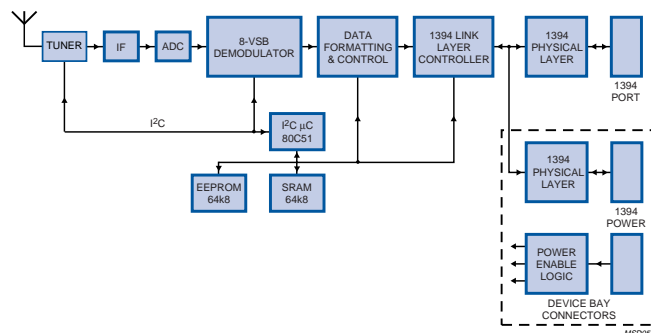 TUNER
IF
ADC
8-VSB
DEMODULATOR
DATA
FORMATTING
& CONTROL
1394 LINK
LAYER
CONTROLLER
1394
PHYSICAL
LAYER
1394
PORT
I²C
I²C µC
80C51
EEPROM
64k8
SRAM
64k8
1394
PHYSICAL
LAYER
1394
POWER
POWER
ENABLE
LOGIC
DEVICE BAY
CONNECTORS